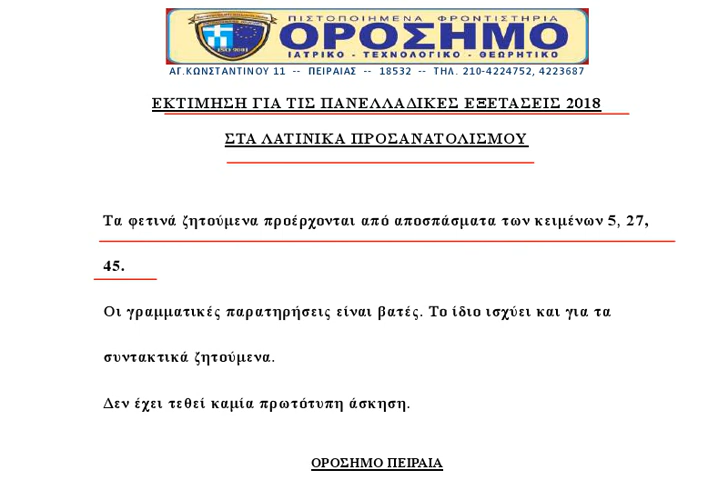 ΠΙΣΤΟΠΟΙΗΜΕΝΑ ΦΡΟΝΤΙΣΤΗΡΙΑ
ΟΡΟΣΗΜΟ
ISO 9001
ΙΑΤΡΙΚΟ - ΤΕΧΝΟΛΟΓΙΚΟ - ΘΕΩΡΗΤΙΚΟ
ΑΓ.ΚΩΝΣΤΑΝΤΙΝΟΥ 11 -- ΠΕΙΡΑΙΑΣ -- 18532 -- ΤΗΛ. 210-4224752, 4223687
ΕΚΤΙΜΗΣΗ ΓΙΑ ΤΙΣ ΠΑΝΕΛΛΑΔΙΚΕΣ ΕΞΕΤΑΣΕΙΣ 2018
ΣΤΑ ΛΑΤΙΝΙΚΑ ΠΡΟΣΑΝΑΤΟΛΙΣΜΟΥ
Τα φετινά ζητούμενα προέρχονται από αποσπάσματα των κειμένων 5, 27,
45.
Οι γραμματικές παρατηρήσεις είναι βατές. Το ίδιο ισχύει και για τα
συντακτικά ζητούμενα.
Δεν έχει τεθεί καμία πρωτότυπη άσκηση.
ΟΡΟΣΗΜΟ ΠΕΙΡΑΙΑ